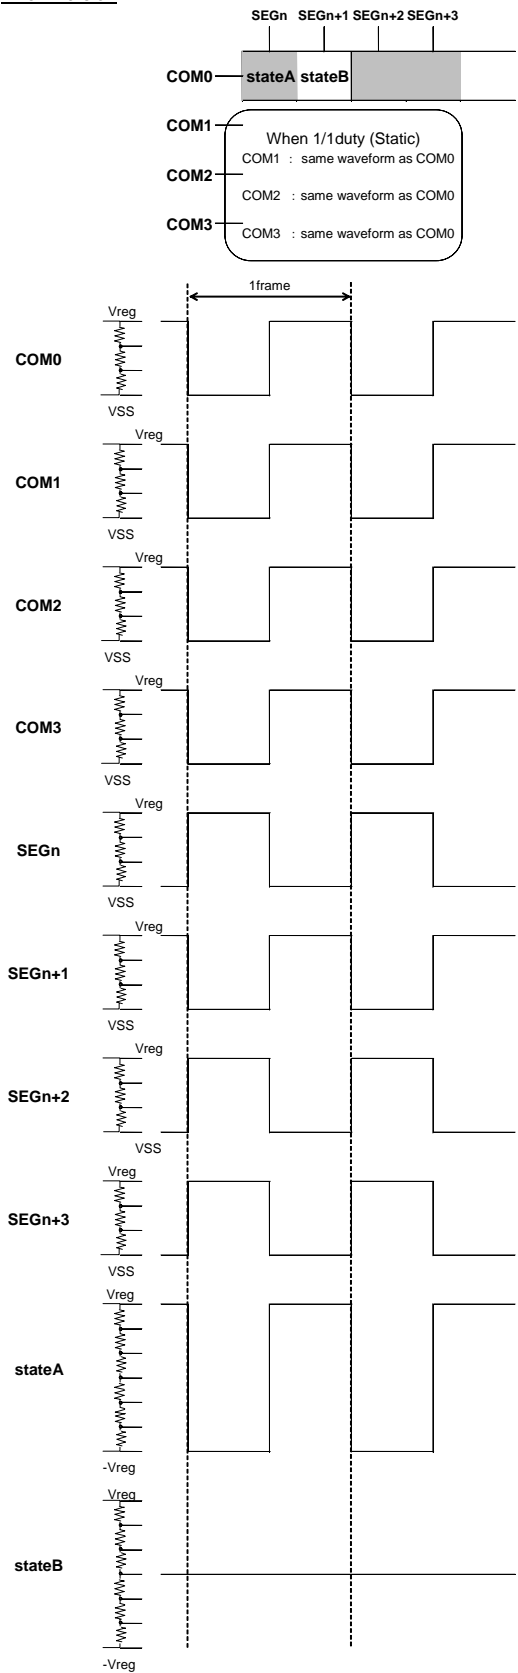 SEGn SEGn+1 SEGn+2 SEGn+3
COM0 stateA stateB
COM1
When 1/1duty (Static)
COM1 : same waveform as COM0
COM2
COM2 : same waveform as COM0
COM3
COM3 : same waveform as COM0
1frame
Vreg
COM0
VSS
Vreg
COM1
VSS
Vreg
COM2
VSS
Vreg
COM3
VSS
Vreg
SEGn
VSS
Vreg
SEGn+1
VSS
Vreg
SEGn+2
VSS
Vreg
SEGn+3
VSS
Vreg
stateA
-Vreg
Vreg
stateB
-Vreg